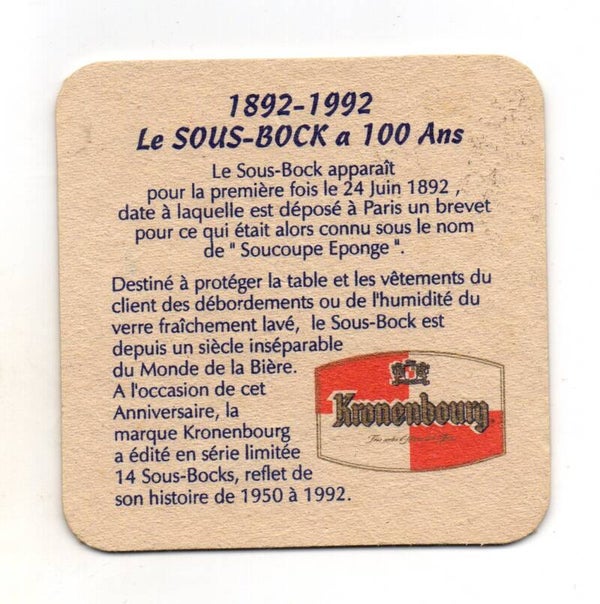 1892-1992
Le SOUS-BOCK a 100 Ans
Le Sous-Bock apparaît
pour la première fois le 24 Juin 1892 ,
date à laquelle est déposé à Paris un brevet
pour ce qui était alors connu sous le nom
de " Soucoupe Eponge ".
Destiné à protéger la table et les vêtements du
client des débordements ou de l'humidité du
verre fraîchement lavé, le Sous-Bock est
depuis un siècle inséparable
du Monde de la Bière.
A l'occasion de cet
Anniversaire, la
marque Kronenbourg
a édité en série limitée
14 Sous-Bocks, reflet de
son histoire de 1950 à 1992.
Kronenbourg